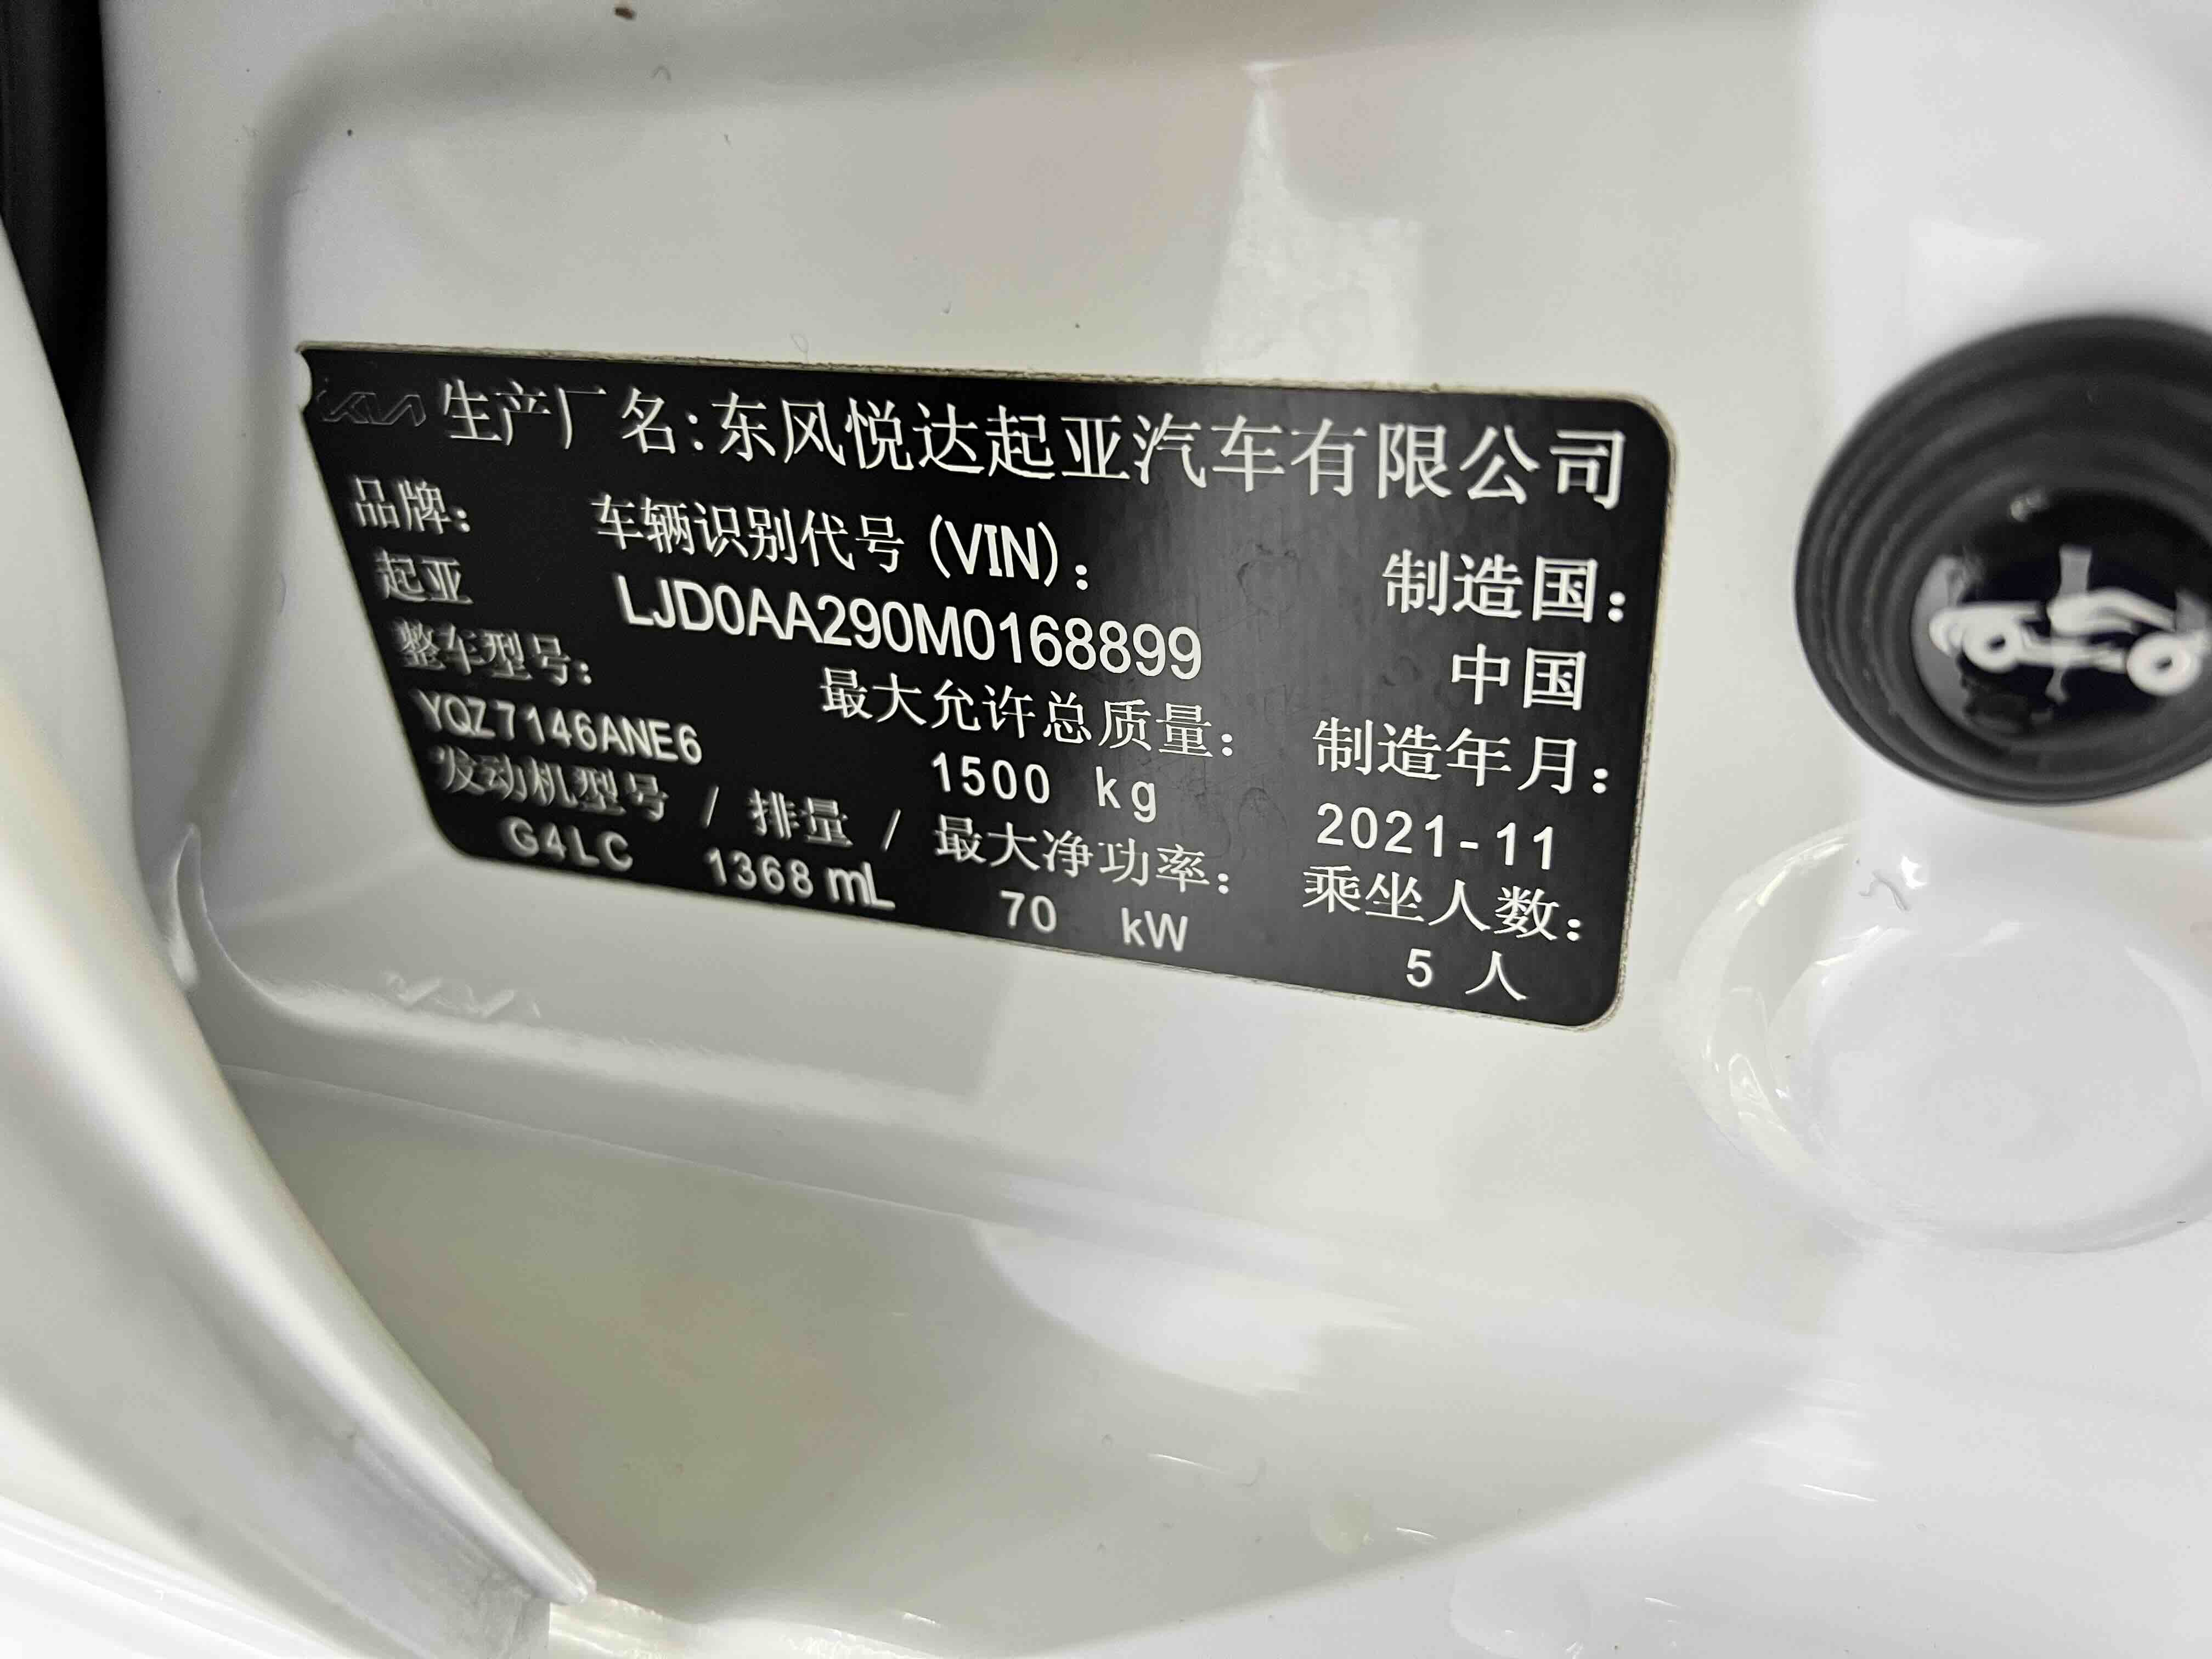 KIA 生产厂名:东风悦达起亚汽车有限公司
品牌: 车辆识别代号(VIN): 制造国:
起亚 LJD0AA290M0168899 中国
整车型号: 最大允许总质量: 制造年月:
YQZ7146ANE6 1500 kg 2021-11
发动机型号 / 排量 / 最大净功率: 乘坐人数:
G4LC 1368 mL 70 kW 5 人